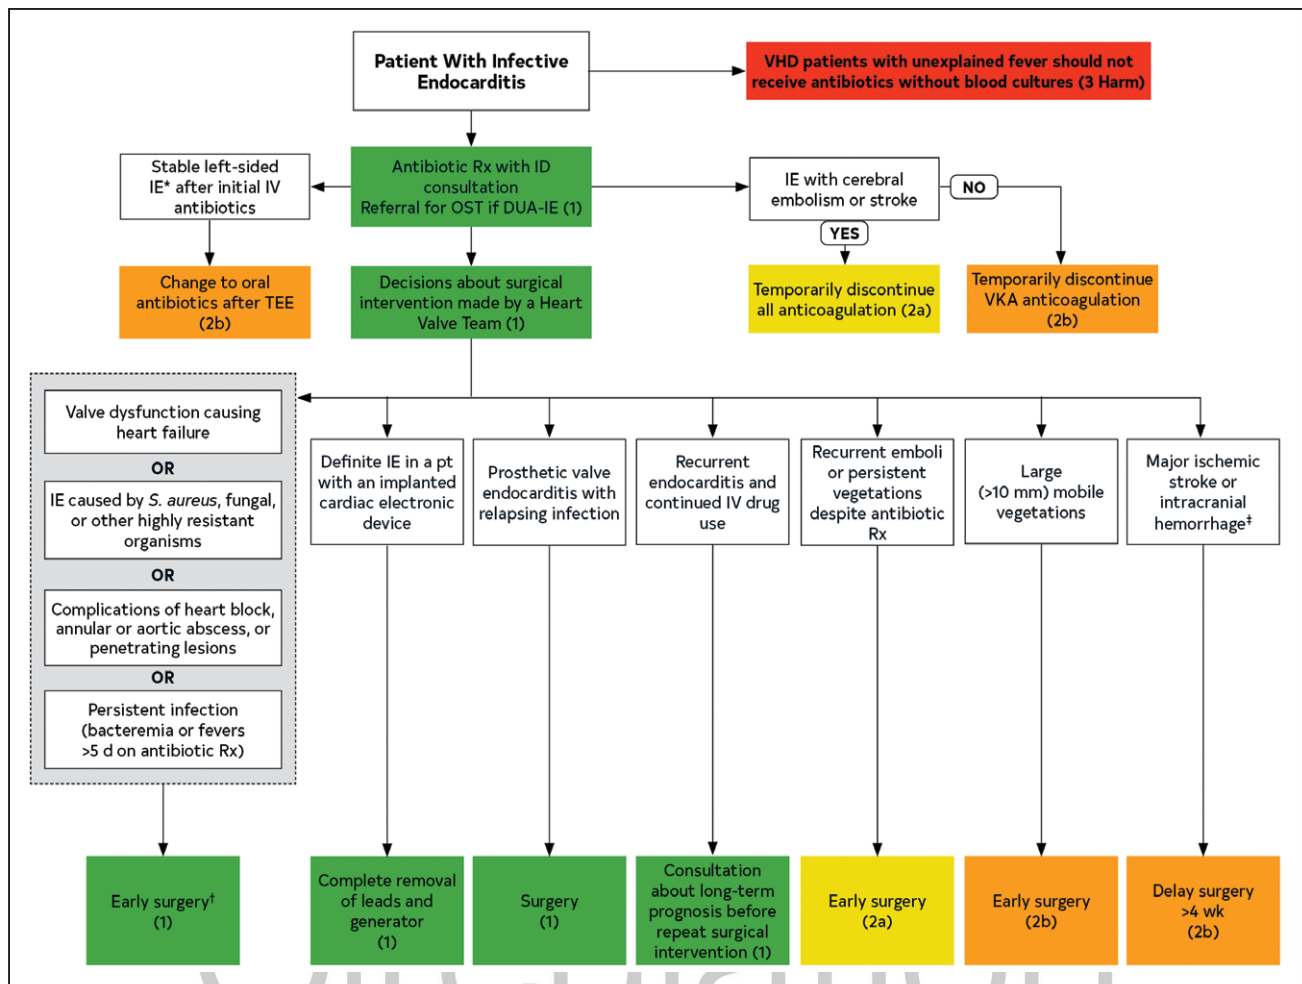 Patient With Infective
Endocarditis
VHD patients with unexplained fever should not
receive antibiotics without blood cultures (3 Harm)
Stable left-sided
IE* after initial IV
antibiotics
Antibiotic Rx with ID
consultation
Referral for OST if DUA-IE (1)
IE with cerebral
embolism or stroke
NO
YES
Change to oral
antibiotics after TEE
(2b)
Decisions about surgical
intervention made by a Heart
Valve Team (1)
Temporarily discontinue
all anticoagulation (2a)
Temporarily discontinue
VKA anticoagulation
(2b)
Valve dysfunction causing
heart failure
OR
IE caused by S. aureus, fungal,
or other highly resistant
organisms
OR
Complications of heart block,
annular or aortic abscess, or
penetrating lesions
OR
Persistent infection
(bacteremia or fevers
>5 d on antibiotic Rx)
Definite IE in a pt
with an implanted
cardiac electronic
device
Prosthetic valve
endocarditis with
relapsing infection
Recurrent
endocarditis and
continued IV drug
use
Recurrent emboli
or persistent
vegetations
despite antibiotic
Rx
Large
(>10 mm) mobile
vegetations
Major ischemic
stroke or
intracranial
hemorrhage‡
Early surgery†
(1)
Complete removal
of leads and
generator
(1)
Surgery
(1)
Consultation
about long-term
prognosis before
repeat surgical
intervention (1)
Early surgery
(2a)
Early surgery
(2b)
Delay surgery
>4 wk
(2b)